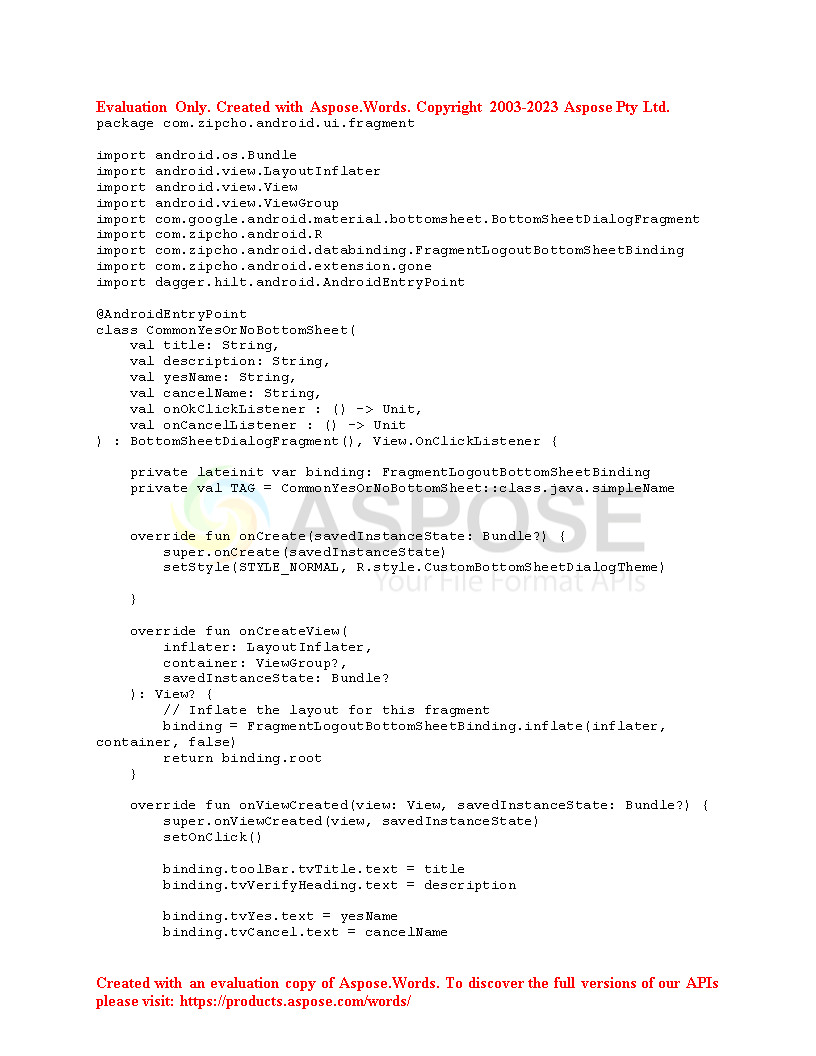 Evaluation Only. Created with Aspose.Words. Copyright 2003-2023 Aspose Pty Ltd.
package com.zipcho.android.ui.fragment

import android.os.Bundle
import android.view.LayoutInflater
import android.view.View
import android.view.ViewGroup
import com.google.android.material.bottomsheet.BottomSheetDialogFragment
import com.zipcho.android.R
import com.zipcho.android.databinding.FragmentLogoutBottomSheetBinding
import com.zipcho.android.extension.gone
import dagger.hilt.android.AndroidEntryPoint

@AndroidEntryPoint
class CommonYesOrNoBottomSheet(
    val title: String,
    val description: String,
    val yesName: String,
    val cancelName: String,
    val onOkClickListener : () -> Unit,
    val onCancelListener : () -> Unit
) : BottomSheetDialogFragment(), View.OnClickListener {

    private lateinit var binding: FragmentLogoutBottomSheetBinding
    private val TAG = CommonYesOrNoBottomSheet::class.java.simpleName

ASPOSE
    override fun onCreate(savedInstanceState: Bundle?) {
        super.onCreate(savedInstanceState)
        setStyle(STYLE_NORMAL, R.style.CustomBottomSheetDialogTheme)
Your File Format APIs
    }

    override fun onCreateView(
        inflater: LayoutInflater,
        container: ViewGroup?,
        savedInstanceState: Bundle?
    ): View? {
        // Inflate the layout for this fragment
        binding = FragmentLogoutBottomSheetBinding.inflate(inflater,
container, false)
        return binding.root
    }

    override fun onViewCreated(view: View, savedInstanceState: Bundle?) {
        super.onViewCreated(view, savedInstanceState)
        setOnClick()

        binding.toolBar.tvTitle.text = title
        binding.tvVerifyHeading.text = description

        binding.tvYes.text = yesName
        binding.tvCancel.text = cancelName

Created with an evaluation copy of Aspose.Words. To discover the full versions of our APIs
please visit: https://products.aspose.com/words/